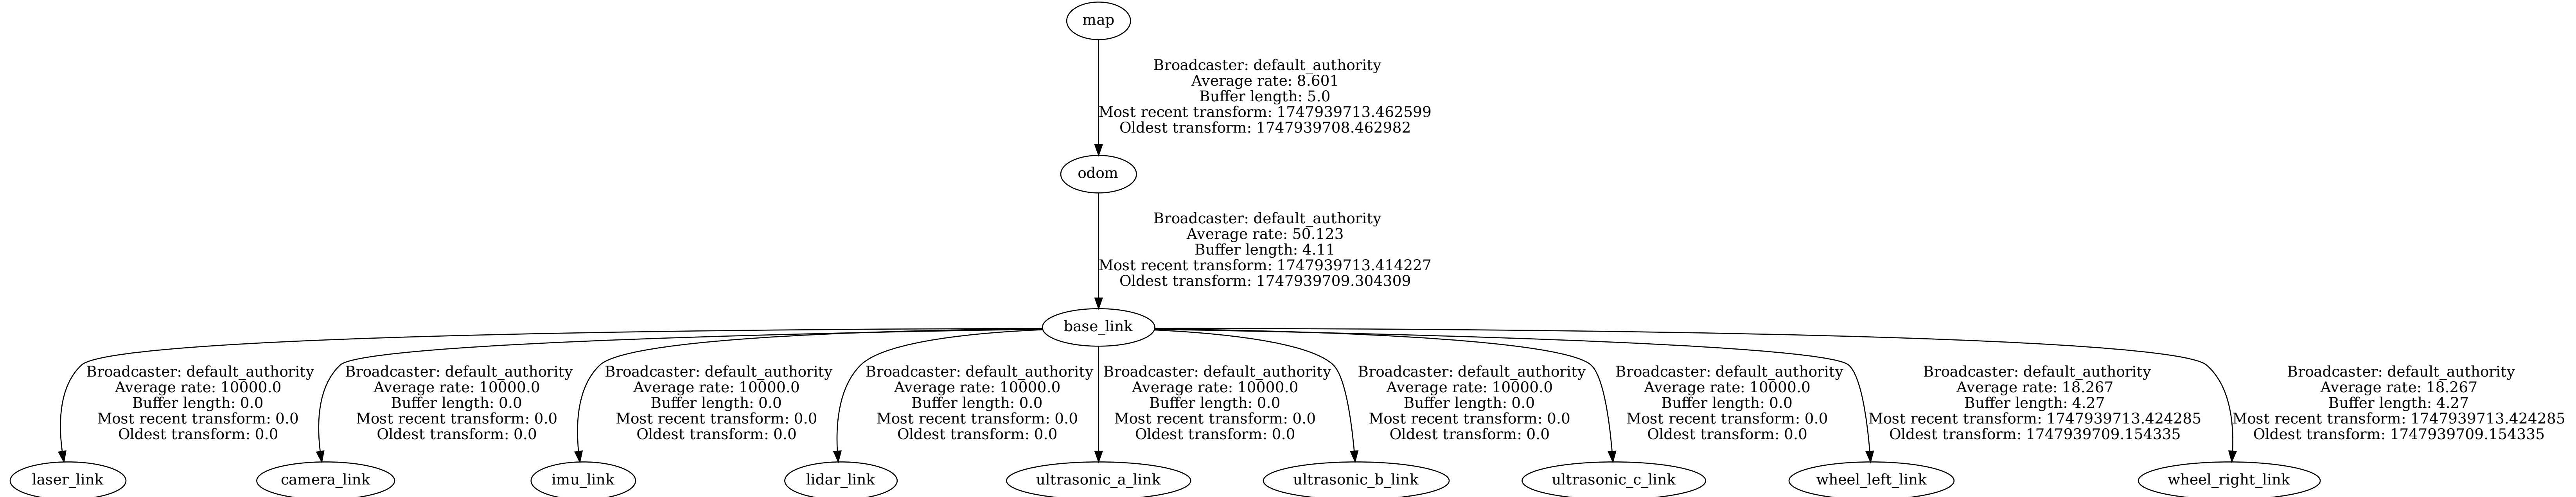 map
Broadcaster: default_authority
Average rate: 8.601
Buffer length: 5.0
Most recent transform: 1747939713.462599
Oldest transform: 1747939708.462982
odom
Broadcaster: default_authority
Average rate: 50.123
Buffer length: 4.11
Most recent transform: 1747939713.414227
Oldest transform: 1747939709.304309
base_link
Broadcaster: default_authority
Average rate: 10000.0
Buffer length: 0.0
Most recent transform: 0.0
Oldest transform: 0.0
laser_link
Broadcaster: default_authority
Average rate: 10000.0
Buffer length: 0.0
Most recent transform: 0.0
Oldest transform: 0.0
camera_link
Broadcaster: default_authority
Average rate: 10000.0
Buffer length: 0.0
Most recent transform: 0.0
Oldest transform: 0.0
imu_link
Broadcaster: default_authority
Average rate: 10000.0
Buffer length: 0.0
Most recent transform: 0.0
Oldest transform: 0.0
lidar_link
Broadcaster: default_authority
Average rate: 10000.0
Buffer length: 0.0
Most recent transform: 0.0
Oldest transform: 0.0
ultrasonic_a_link
Broadcaster: default_authority
Average rate: 10000.0
Buffer length: 0.0
Most recent transform: 0.0
Oldest transform: 0.0
ultrasonic_b_link
Broadcaster: default_authority
Average rate: 10000.0
Buffer length: 0.0
Most recent transform: 0.0
Oldest transform: 0.0
ultrasonic_c_link
Broadcaster: default_authority
Average rate: 18.267
Buffer length: 4.27
Most recent transform: 1747939713.424285
Oldest transform: 1747939709.154335
wheel_left_link
Broadcaster: default_authority
Average rate: 18.267
Buffer length: 4.27
Most recent transform: 1747939713.424285
Oldest transform: 1747939709.154335
wheel_right_link